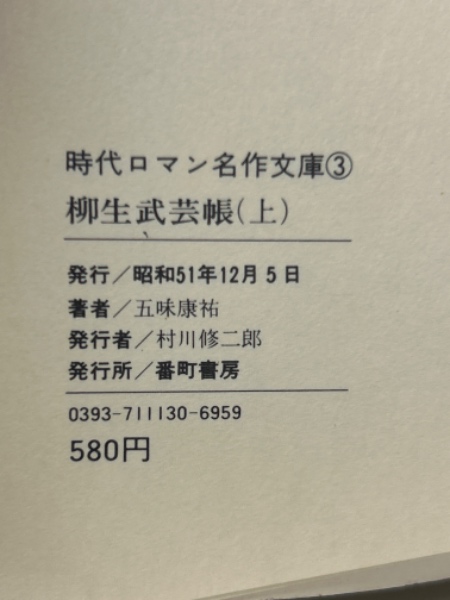 時代ロマン名作文庫③
柳生武芸帳(上)
発行/昭和51年12月5日
著者/五味康祐
発行者/村川修二郎
発行所/番町書房
0393-711130-6959
580円